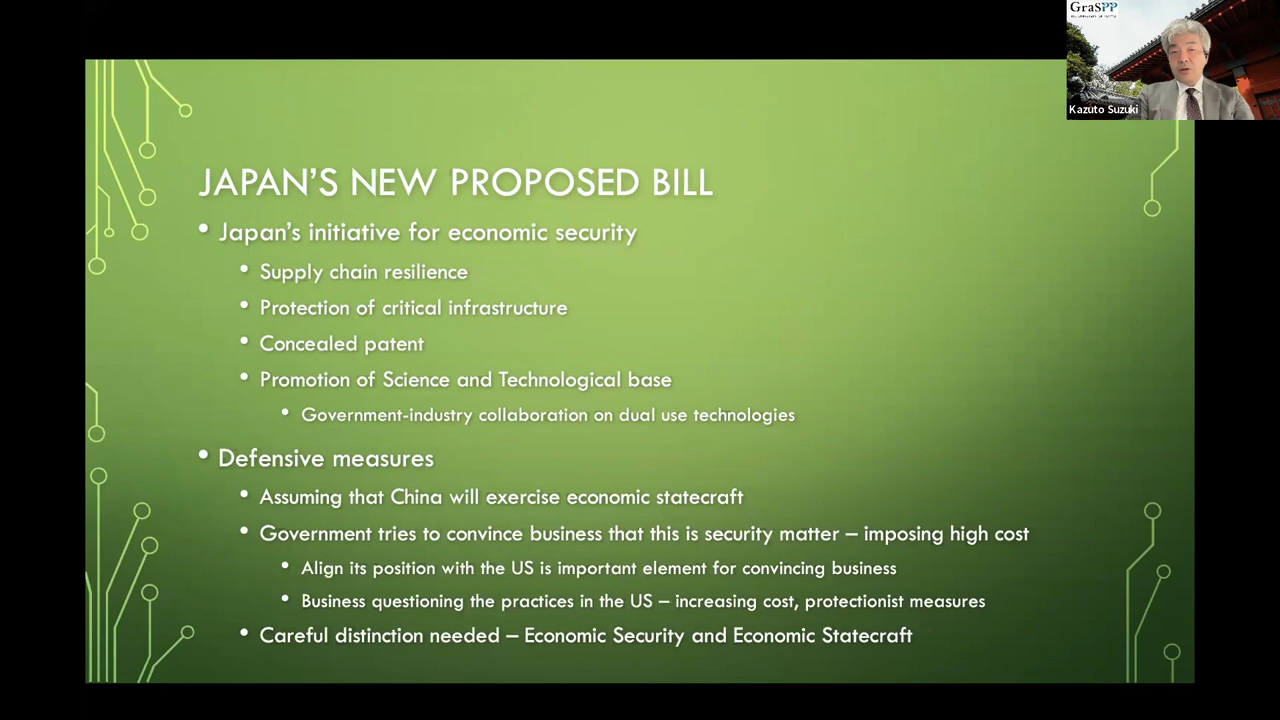 GraSPP
Kazuto Suzuki
JAPAN'S NEW PROPOSED BILL
• Japan's initiative for economic security
• Supply chain resilience
• Protection of critical infrastructure
• Concealed patent
• Promotion of Science and Technological base
• Government-industry collaboration on dual use technologies
• Defensive measures
• Assuming that China will exercise economic statecraft
• Government tries to convince business that this is security matter – imposing high cost
• Align its position with the US is important element for convincing business
• Business questioning the practices in the US – increasing cost, protectionist measures
• Careful distinction needed – Economic Security and Economic Statecraft